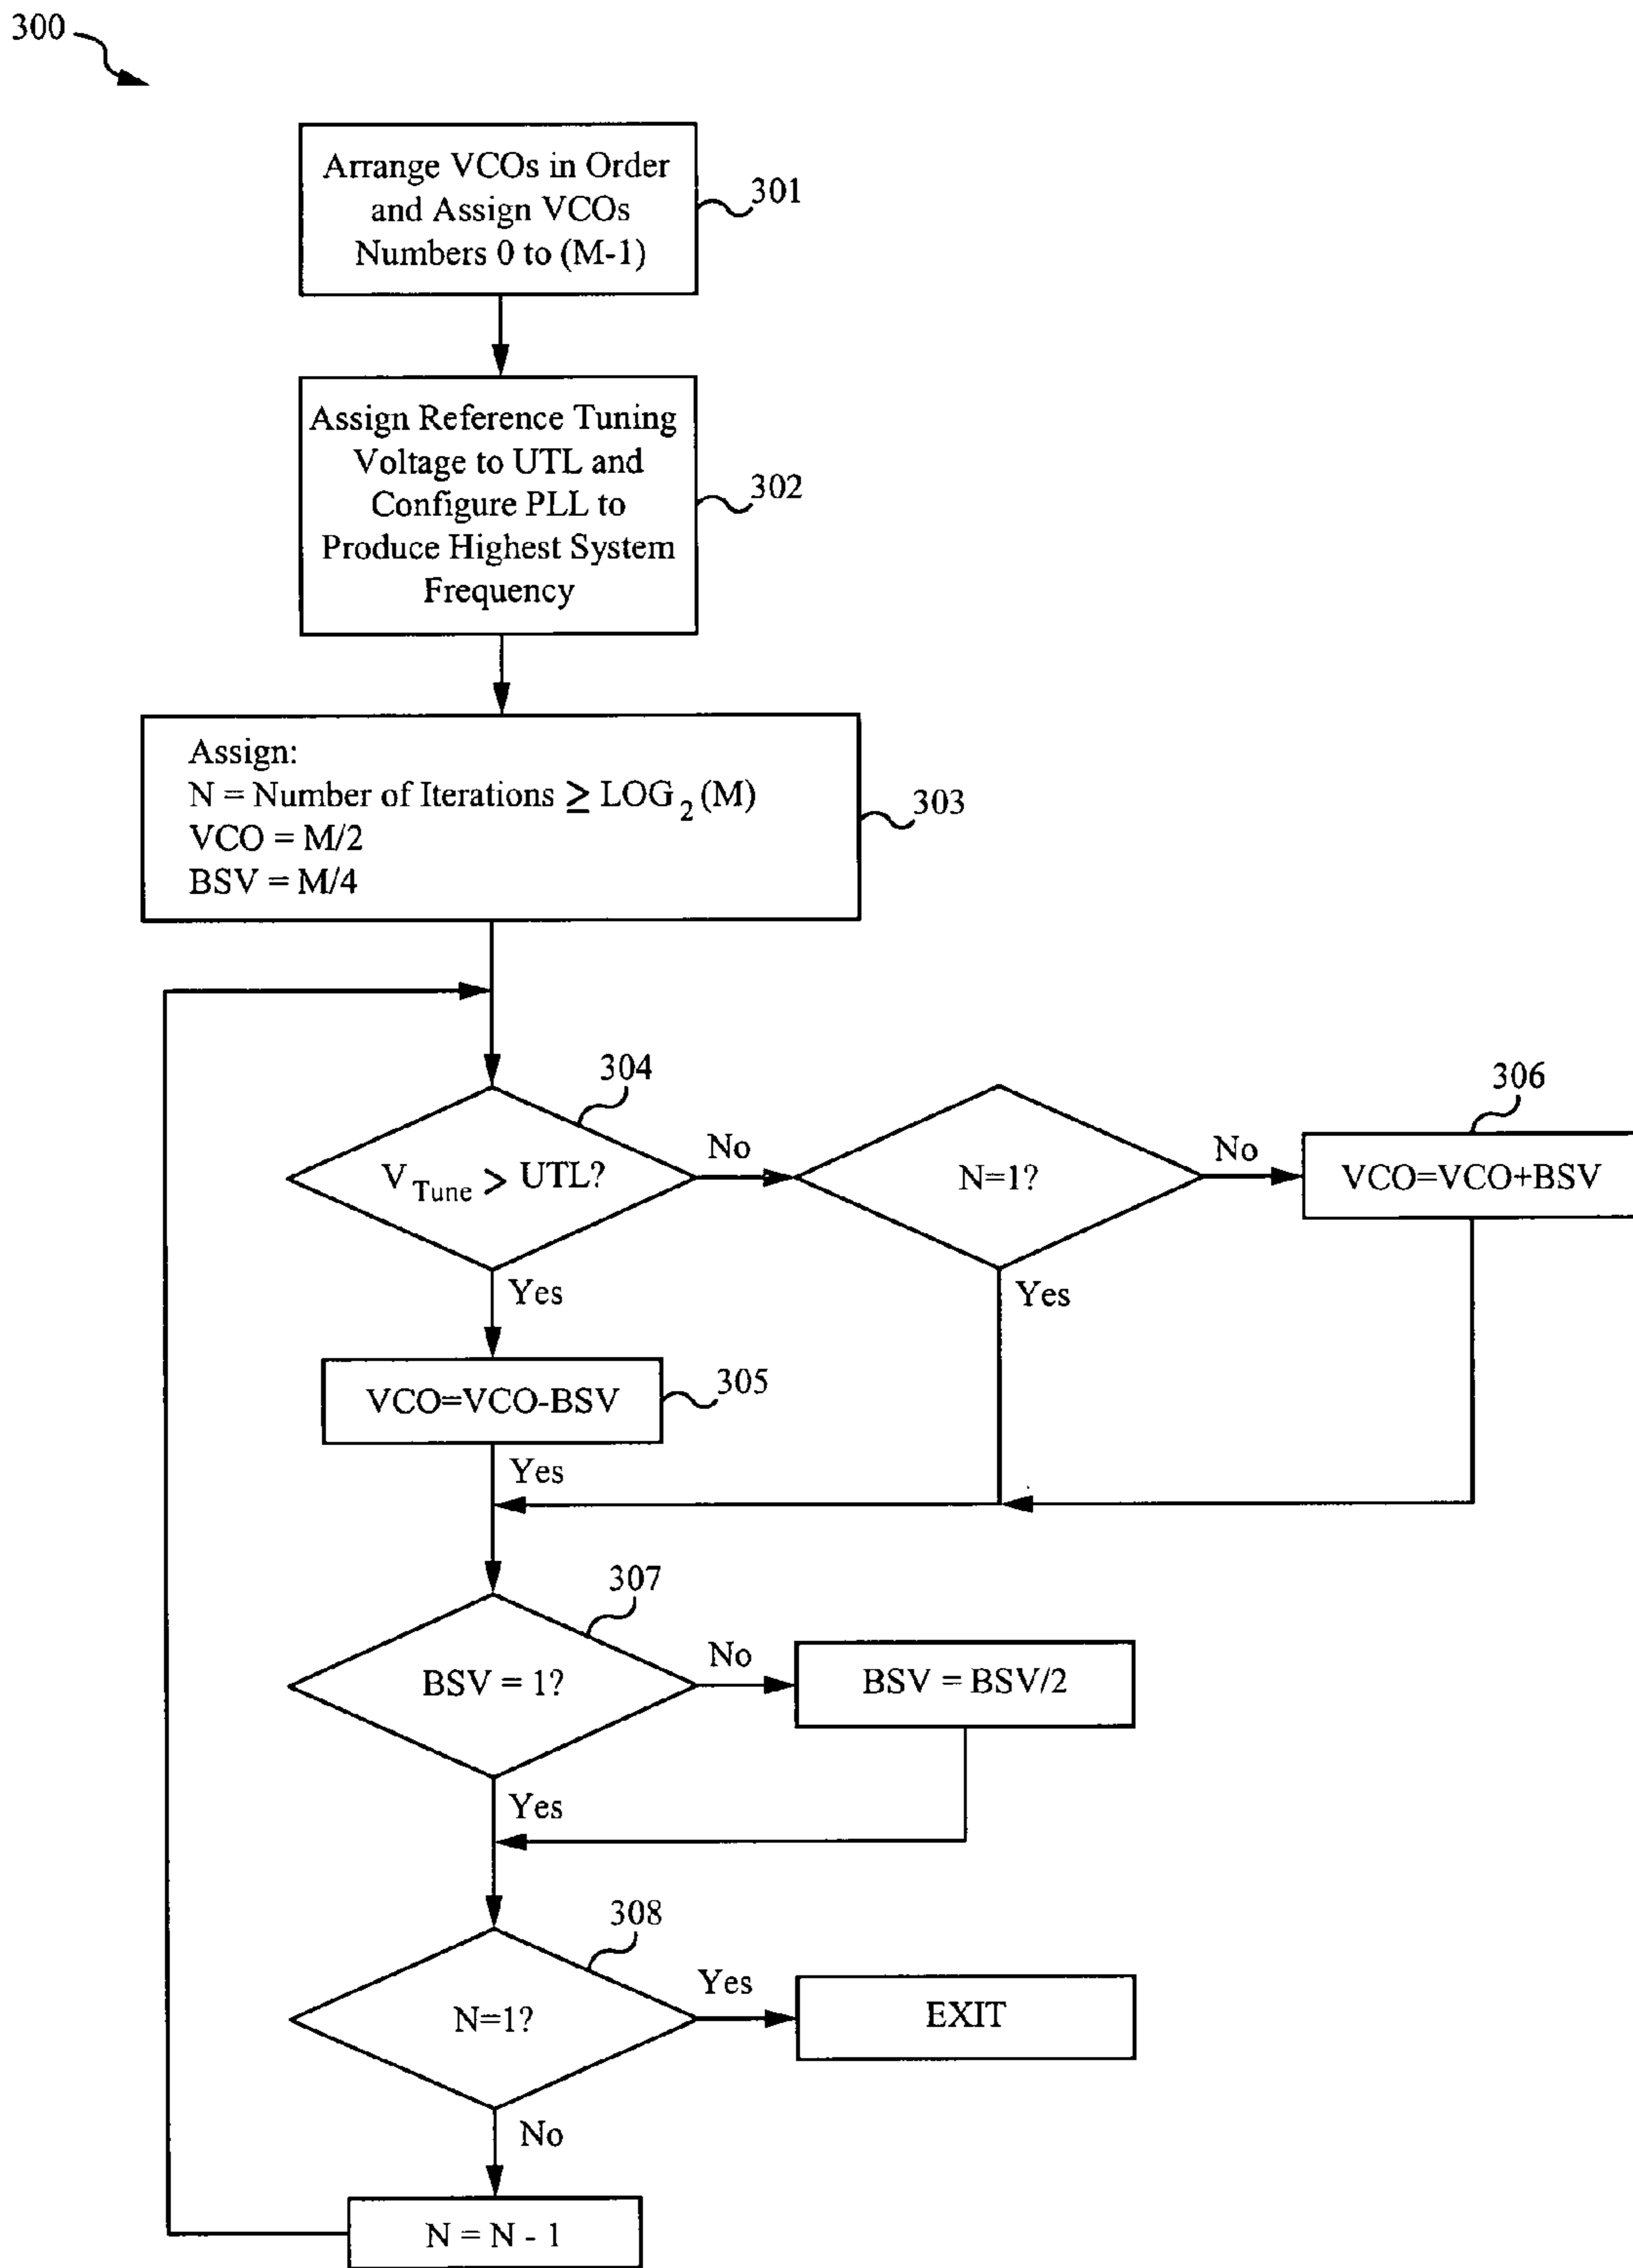 300
Arrange VCOs in Order
and Assign VCOs
Numbers 0 to (M-1)
301
Assign Reference Tuning
Voltage to UTL and
Configure PLL to
Produce Highest System
Frequency
302
Assign:
N = Number of Iterations ≥ LOG₂ (M)
VCO = M/2
BSV = M/4
303
304
V Tune > UTL?
No
N=1?
No
306
VCO=VCO+BSV
Yes
Yes
VCO=VCO-BSV
305
Yes
307
BSV = 1?
No
BSV = BSV/2
Yes
308
N=1?
Yes
EXIT
No
N = N - 1